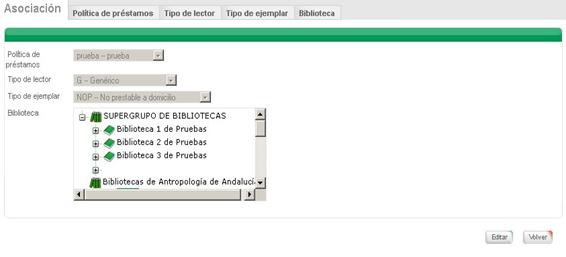 Asociación Política de préstamos Tipo de lector Tipo de ejemplar Biblioteca
Política de préstamos prueba – prueba
Tipo de lector G – Genérico
Tipo de ejemplar NOP – No prestable a domicilio
Biblioteca
SUPERGRUPO DE BIBLIOTECAS
Biblioteca 1 de Pruebas
Biblioteca 2 de Pruebas
Biblioteca 3 de Pruebas
Bibliotecas de Antropología de Andalucí
Editar Volver